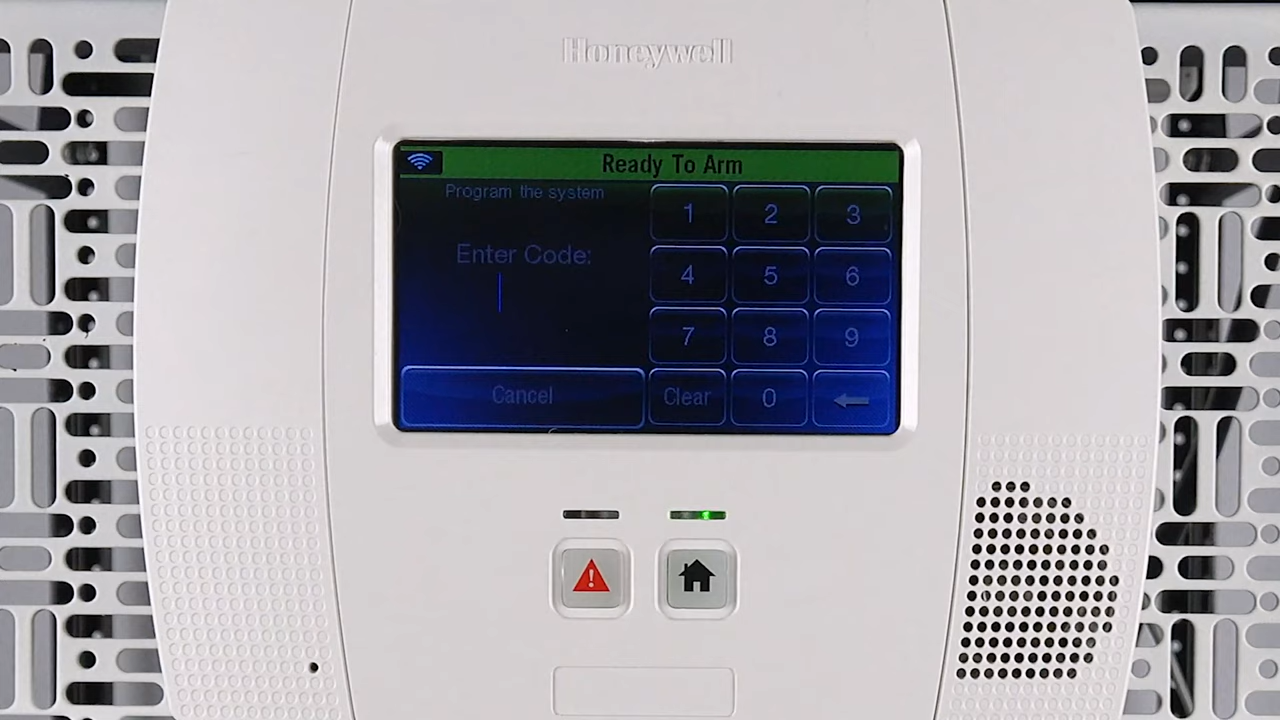 Honeywell
Ready To Arm
Program the system
Enter Code:
1 2 3
4 5 6
7 8 9
Cancel Clear 0